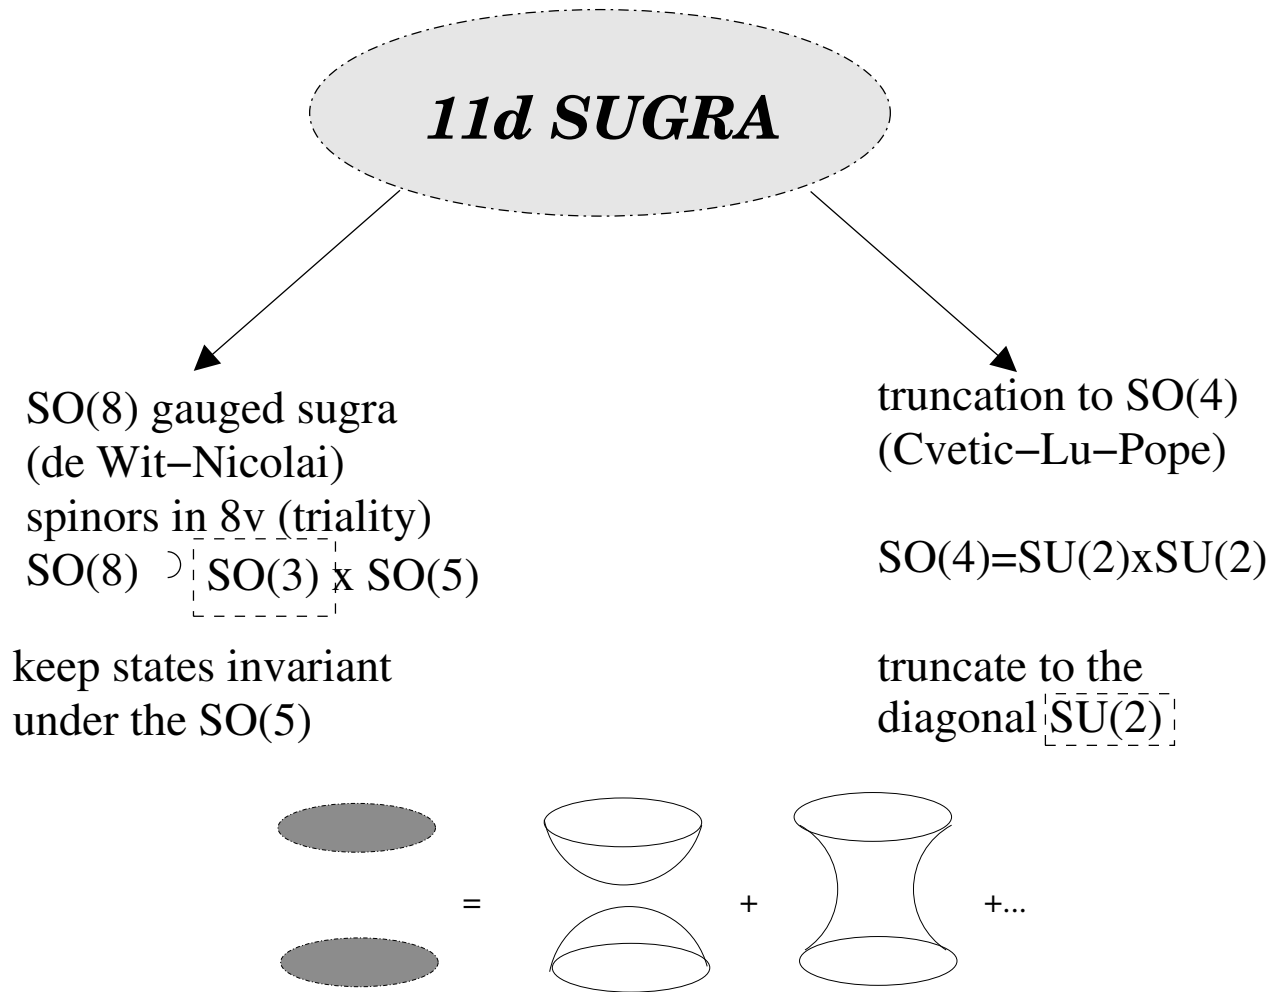 11d SUGRA
SO(8) gauged sugra
(de Wit−Nicolai)
spinors in 8v (triality)
SO(8) ⊃ SO(3) x SO(5)
keep states invariant
under the SO(5)
truncation to SO(4)
(Cvetic−Lu−Pope)
SO(4)=SU(2)xSU(2)
truncate to the
diagonal SU(2)
= + +...